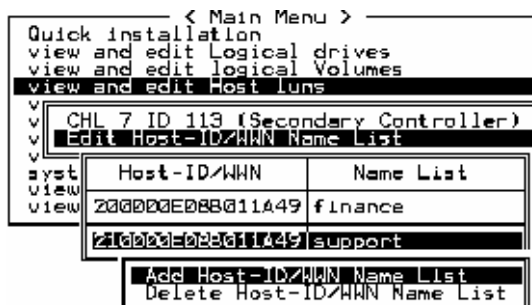 < Main Menu >
Quick installation
view and edit Logical drives
view and edit logical Volumes
view and edit Host luns
v
v CHL 7 ID 113 (Secondary Controller)
v Edit Host-ID/WWN Name List
v
syst Host-ID/WWN Name List
view
view 200000E08B011A49 finance
210000E08B011A49 support
Add Host-ID/WWN Name List
Delete Host-ID/WWN Name List